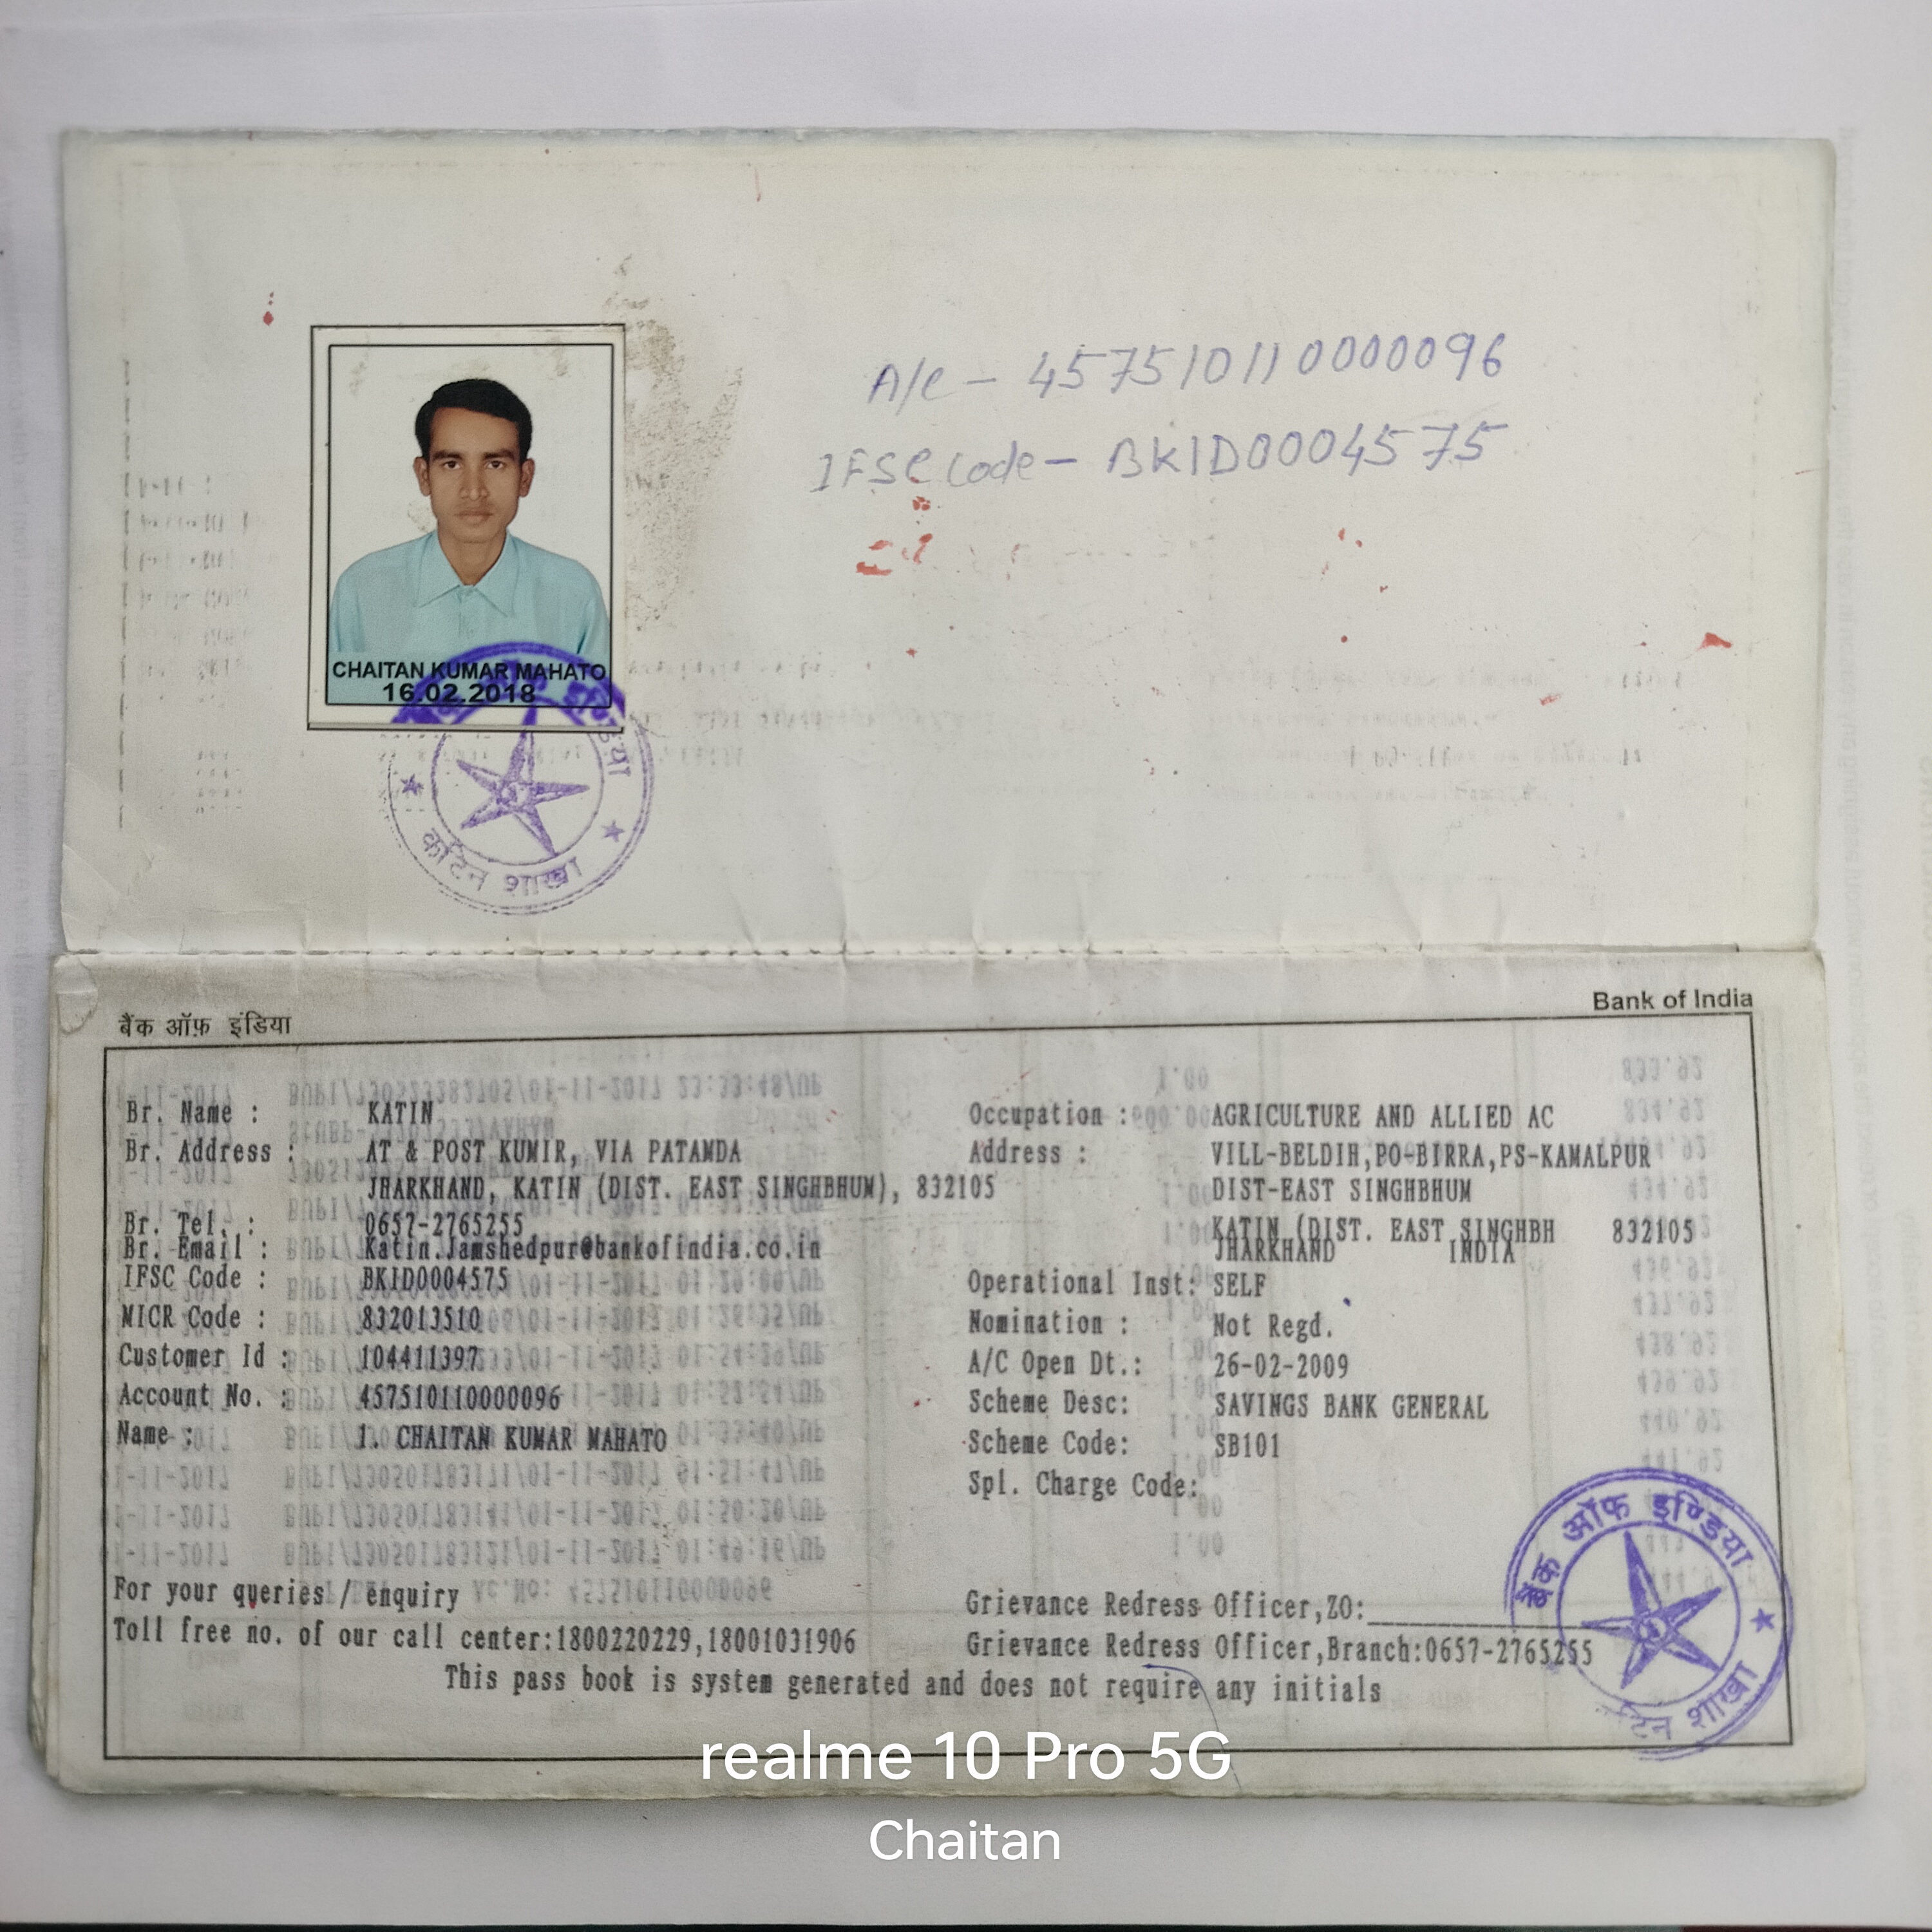 A/c - 457510110000096
IFSC Code - BKID0004575
CHAITAN KUMAR MAHATO
16.02.2018
कटिन शाखा
बैंक ऑफ़ इंडिया
Bank of India
Br. Name : KATIN
Br. Address : AT & POST KUMIR, VIA PATAMDA
JHARKHAND, KATIN (DIST. EAST SINGHBHUM), 832105
Br. Tel. : 0657-2765255
Br. Email : Katin.Jamshedpur@bankofindia.co.in
IFSC Code : BKID0004575
MICR Code : 832013510
Customer Id : 104411397
Account No. : 457510110000096
Name : 1. CHAITAN KUMAR MAHATO
Occupation : AGRICULTURE AND ALLIED AC
Address : VILL-BELDIH,PO-BIRRA,PS-KAMALPUR
DIST-EAST SINGHBHUM
KATIN (DIST. EAST SINGHBH 832105
JHARKHAND INDIA
Operational Inst: SELF
Nomination : Not Regd.
A/C Open Dt.: 26-02-2009
Scheme Desc: SAVINGS BANK GENERAL
Scheme Code: SB101
Spl. Charge Code:
For your queries / enquiry
Toll free no. of our call center:1800220229,18001031906
Grievance Redress Officer,ZO:
Grievance Redress Officer,Branch:0657-2765255
This pass book is system generated and does not require any initials
बैंक ऑफ इण्डिया
शाखा
realme 10 Pro 5G
Chaitan